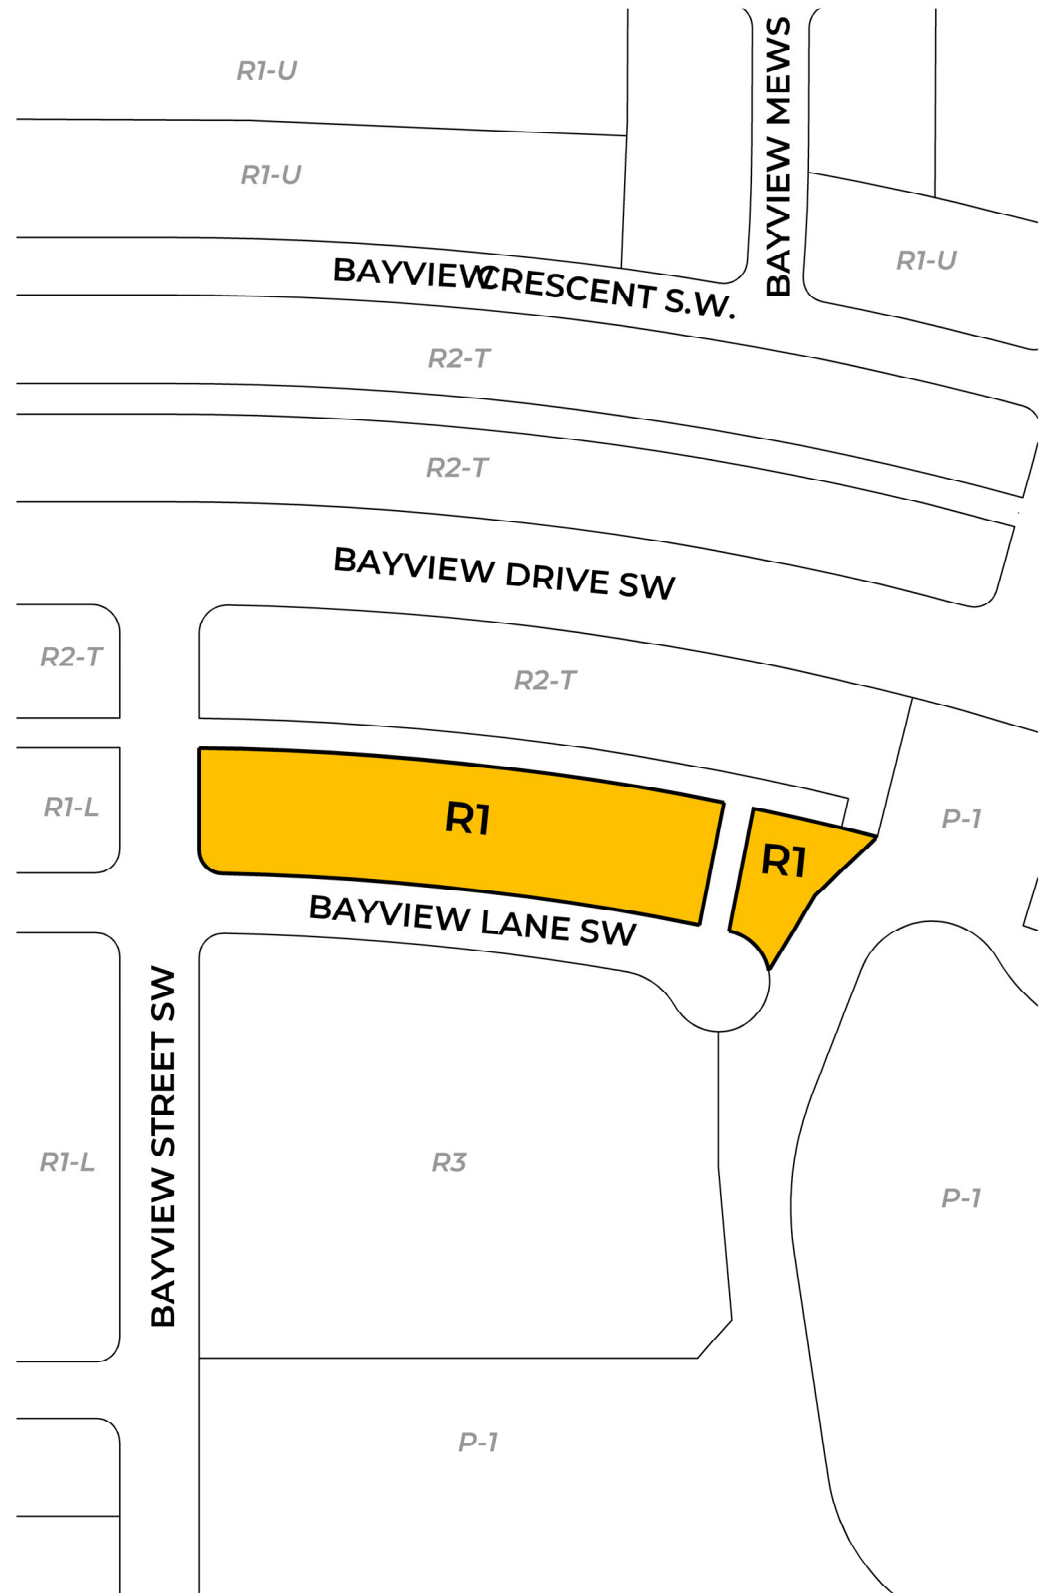 BAYVIEW MEWS
R1-U
R1-U
R1-U
BAYVIEW CRESCENT S.W.
R2-T
R2-T
BAYVIEW DRIVE SW
R2-T
R2-T
R1-L
R1
R1
P-1
BAYVIEW LANE SW
BAYVIEW STREET SW
R1-L
R3
P-1
P-1